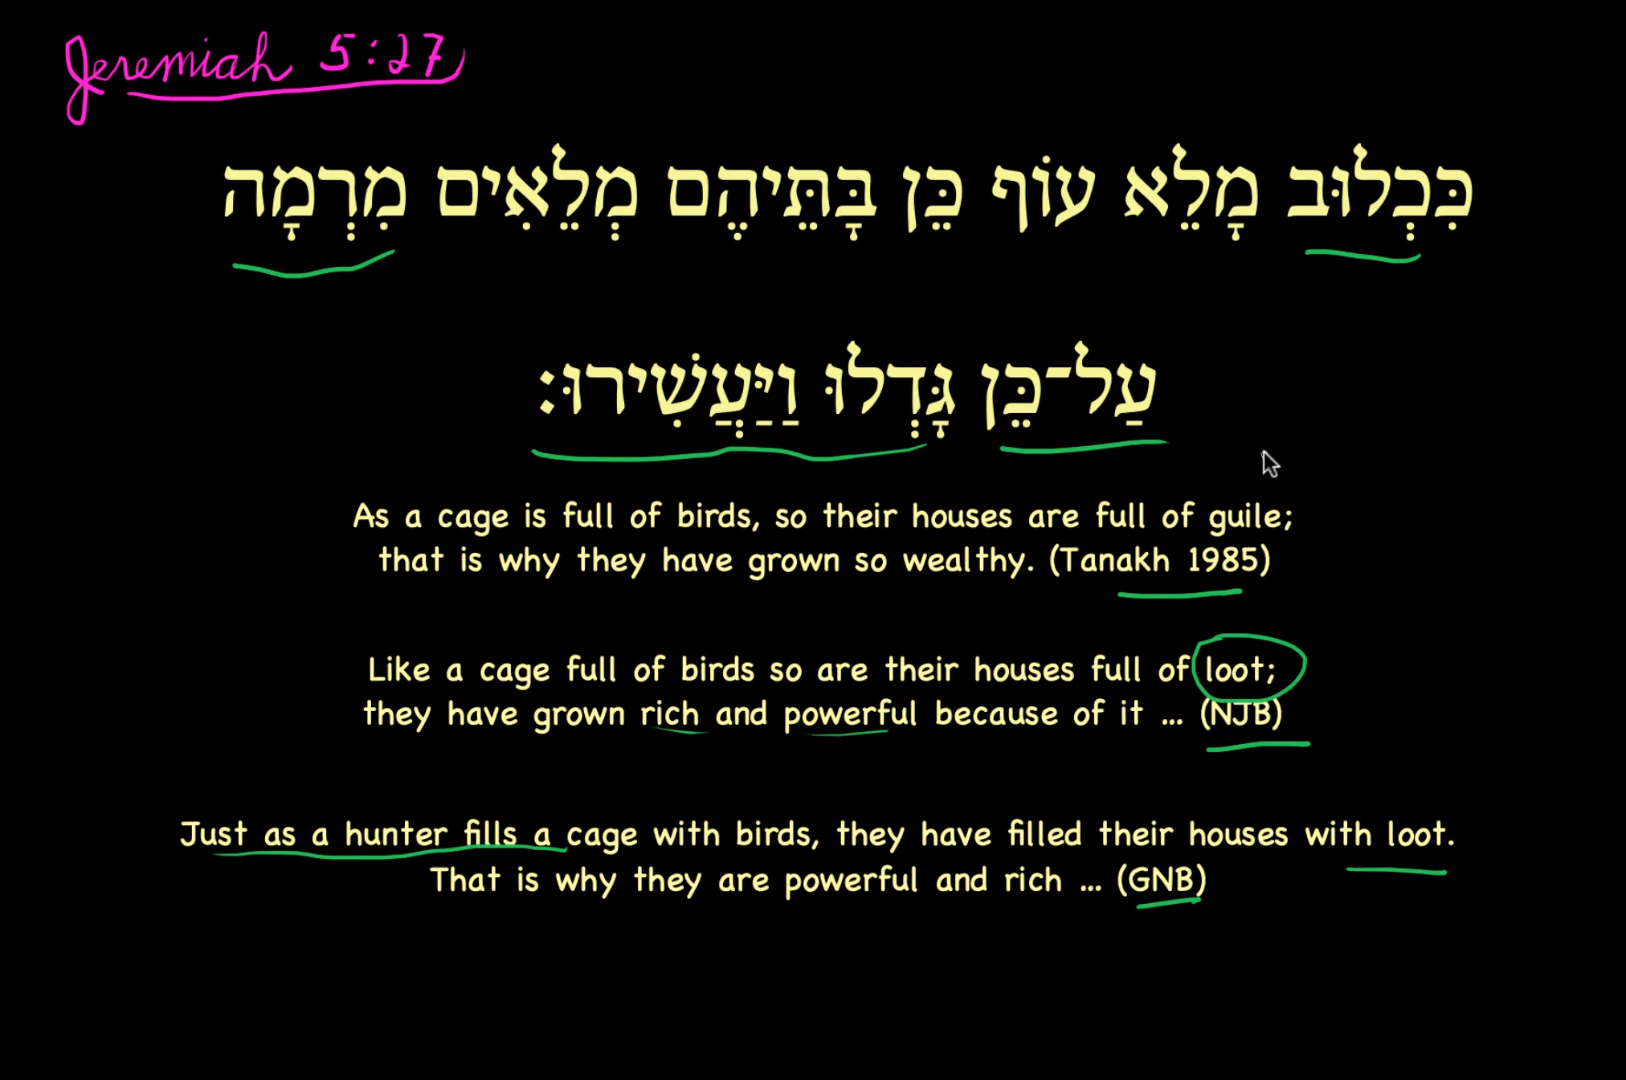 Jeremiah 5:27
כִּכְלוּב מָלֵא עוֹף כֵּן בָּתֵּיהֶם מְלֵאִים מִרְמָה
עַל־כֵּן גָּדְלוּ וַיַּעֲשִׁירוּ׃
As a cage is full of birds, so their houses are full of guile;
that is why they have grown so wealthy. (Tanakh 1985)
Like a cage full of birds so are their houses full of loot;
they have grown rich and powerful because of it ... (NJB)
Just as a hunter fills a cage with birds, they have filled their houses with loot.
That is why they are powerful and rich ... (GNB)